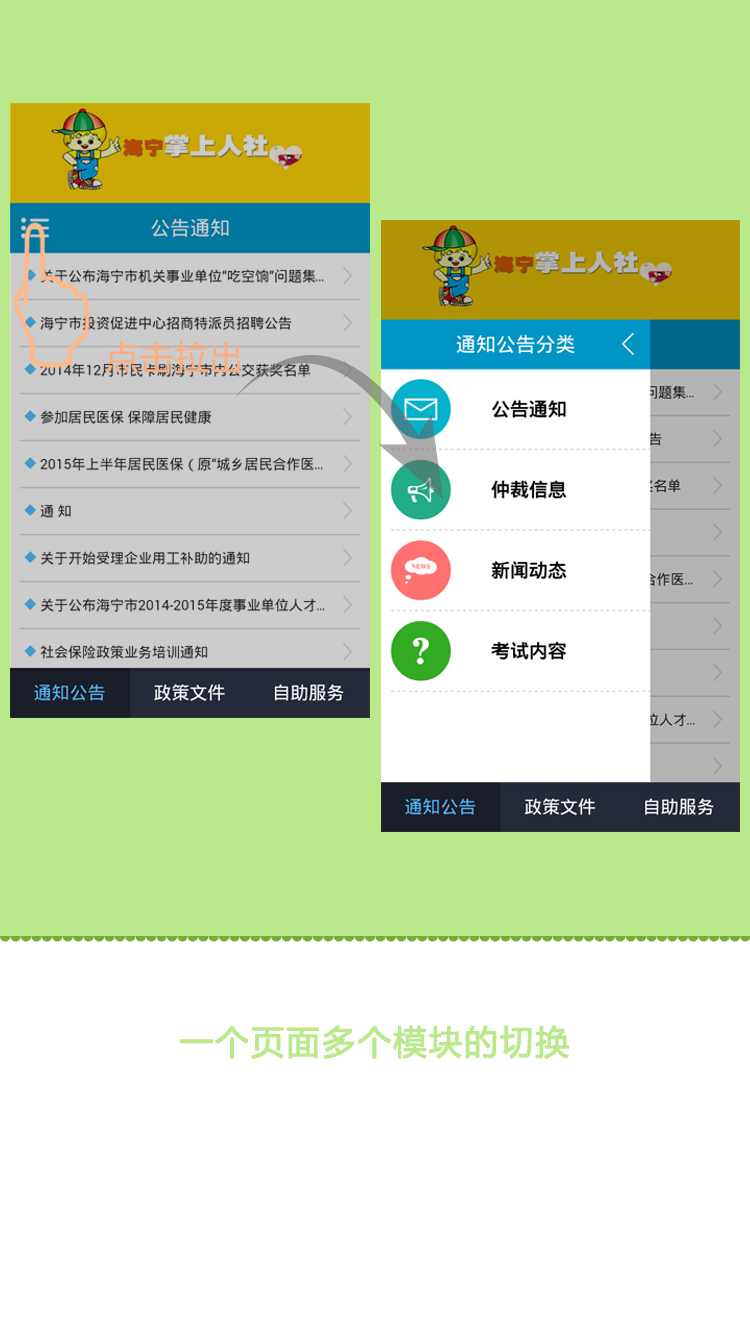 海宁掌上人社
公告通知
关于公布海宁市机关事业单位“吃空饷”问题集...
海宁市投资促进中心招商特派员招聘公告
点击拉出
2014年12月市民卡刷海宁市内公交获奖名单
参加居民医保 保障居民健康
2015年上半年居民医保（原“城乡居民合作医...
通 知
关于开始受理企业用工补助的通知
关于公布海宁市2014-2015年度事业单位人才...
社会保险政策业务培训通知
通知公告 政策文件 自助服务
海宁掌上人社
通知公告分类
公告通知
仲裁信息
NEWS 新闻动态
? 考试内容
问题集...
告
名单
合作医...
位人才...
通知公告 政策文件 自助服务
一个页面多个模块的切换